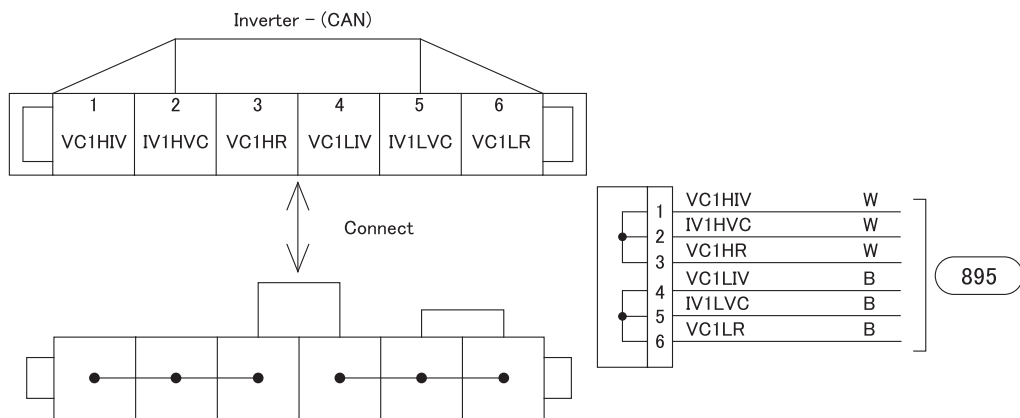 Inverter - (CAN)
1 2 3 4 5 6
VC1HIV IV1HVC VC1HR VC1LIV IV1LVC VC1LR
Connect
1 VC1HIV W
2 IV1HVC W
3 VC1HR W
4 VC1LIV B
5 IV1LVC B
6 VC1LR B
895